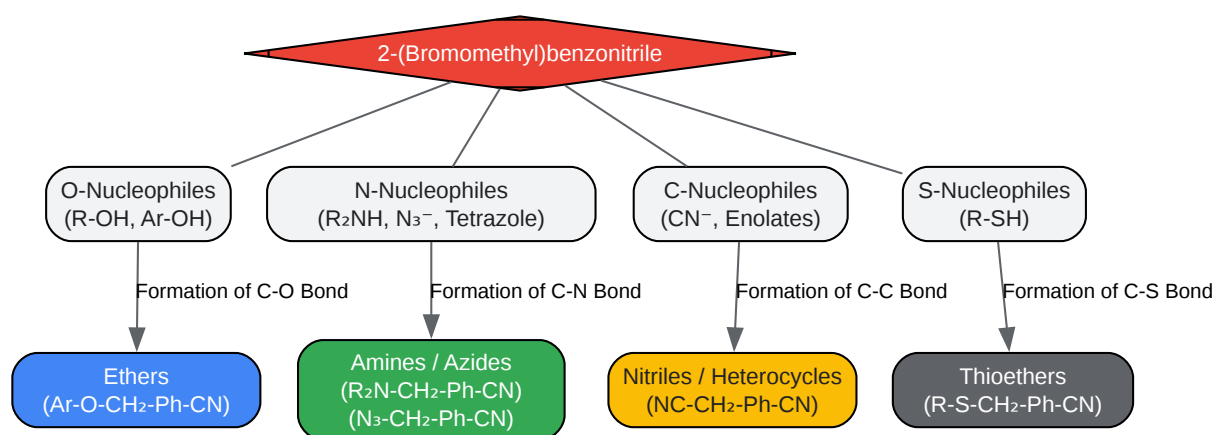 2-(Bromomethyl)benzonitrile
O-Nucleophiles
(R-OH, Ar-OH)
N-Nucleophiles
(R₂NH, N₃⁻, Tetrazole)
C-Nucleophiles
(CN⁻, Enolates)
S-Nucleophiles
(R-SH)
Formation of C-O Bond
Formation of C-N Bond
Formation of C-C Bond
Formation of C-S Bond
Ethers
(Ar-O-CH₂-Ph-CN)
Amines / Azides
(R₂N-CH₂-Ph-CN)
(N₃-CH₂-Ph-CN)
Nitriles / Heterocycles
(NC-CH₂-Ph-CN)
Thioethers
(R-S-CH₂-Ph-CN)